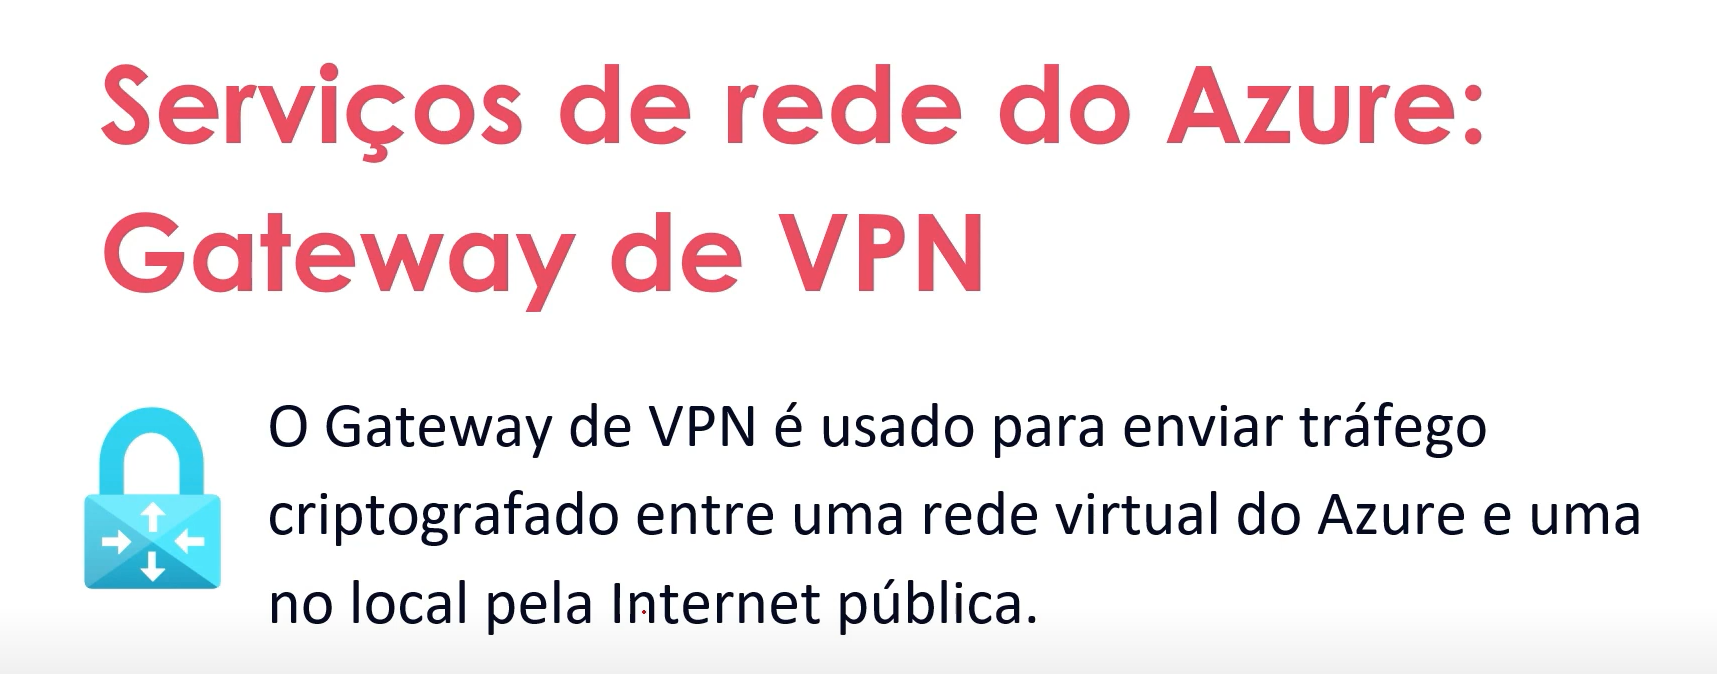 Serviços de rede do Azure:
Gateway de VPN
O Gateway de VPN é usado para enviar tráfego
criptografado entre uma rede virtual do Azure e uma
no local pela Internet pública.